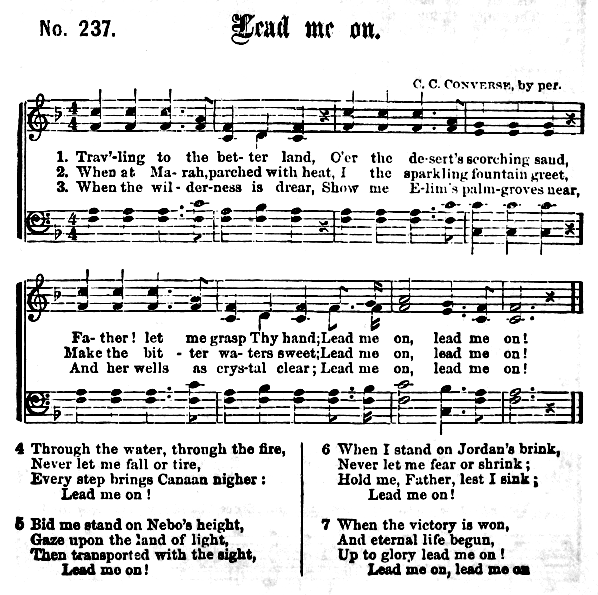 No. 237.
Lead me on.
C. C. CONVERSE, by per.
1. Trav'-ling to the bet-ter land, O'er the de-sert's scorching sand,
2. When at Ma-rah, parched with heat, I the sparkling fountain greet,
3. When the wil-der-ness is drear, Show me E-lim's palm-groves near,
Fa-ther! let me grasp Thy hand; Lead me on, lead me on!
Make the bit-ter wa-ters sweet; Lead me on, lead me on!
And her wells as crys-tal clear; Lead me on, lead me on!
4 Through the water, through the fire,
Never let me fall or tire,
Every step brings Canaan nigher:
Lead me on!
5 Bid me stand on Nebo's height,
Gaze upon the land of light,
Then transported with the sight,
Lead me on!
6 When I stand on Jordan's brink,
Never let me fear or shrink;
Hold me, Father, lest I sink;
Lead me on!
7 When the victory is won,
And eternal life begun,
Up to glory lead me on!
Lead me on, lead me on